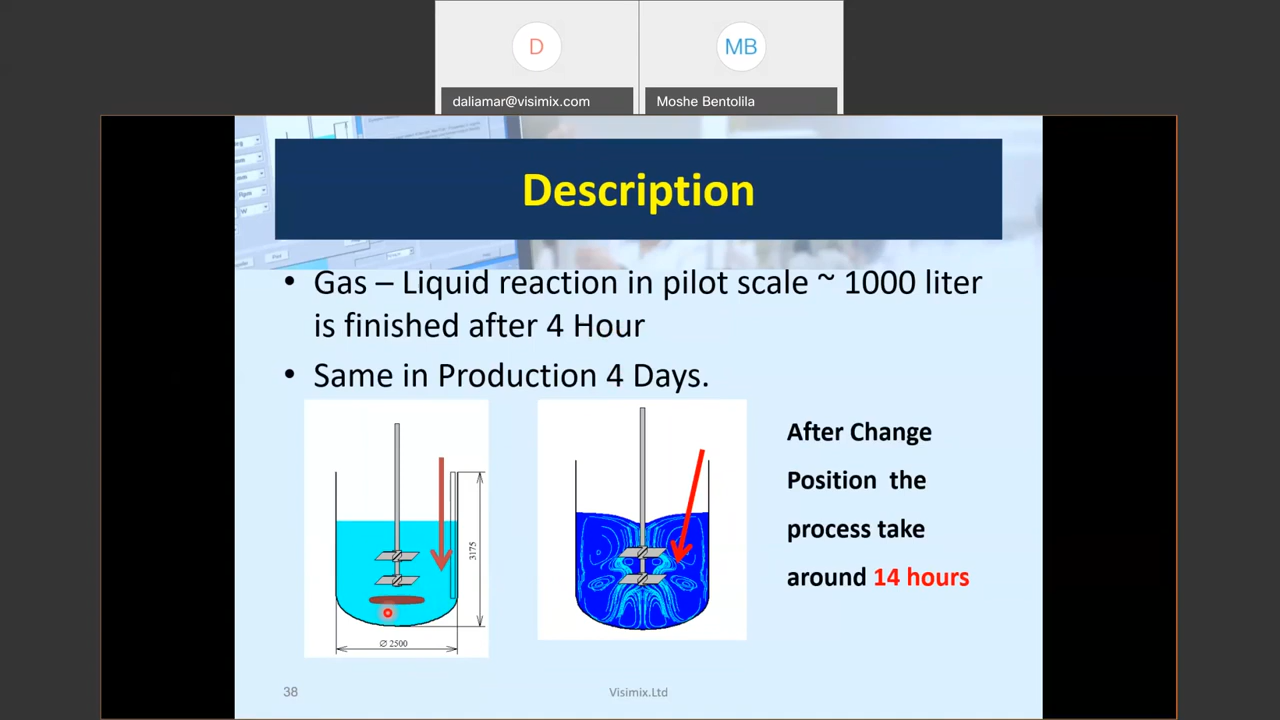 D
MB
daliamar@visimix.com
Moshe Bentolila
Description
• Gas – Liquid reaction in pilot scale ~ 1000 liter
is finished after 4 Hour
• Same in Production 4 Days.
After Change
Position the
process take
around 14 hours
3175
Ø 2500
38
Visimix.Ltd